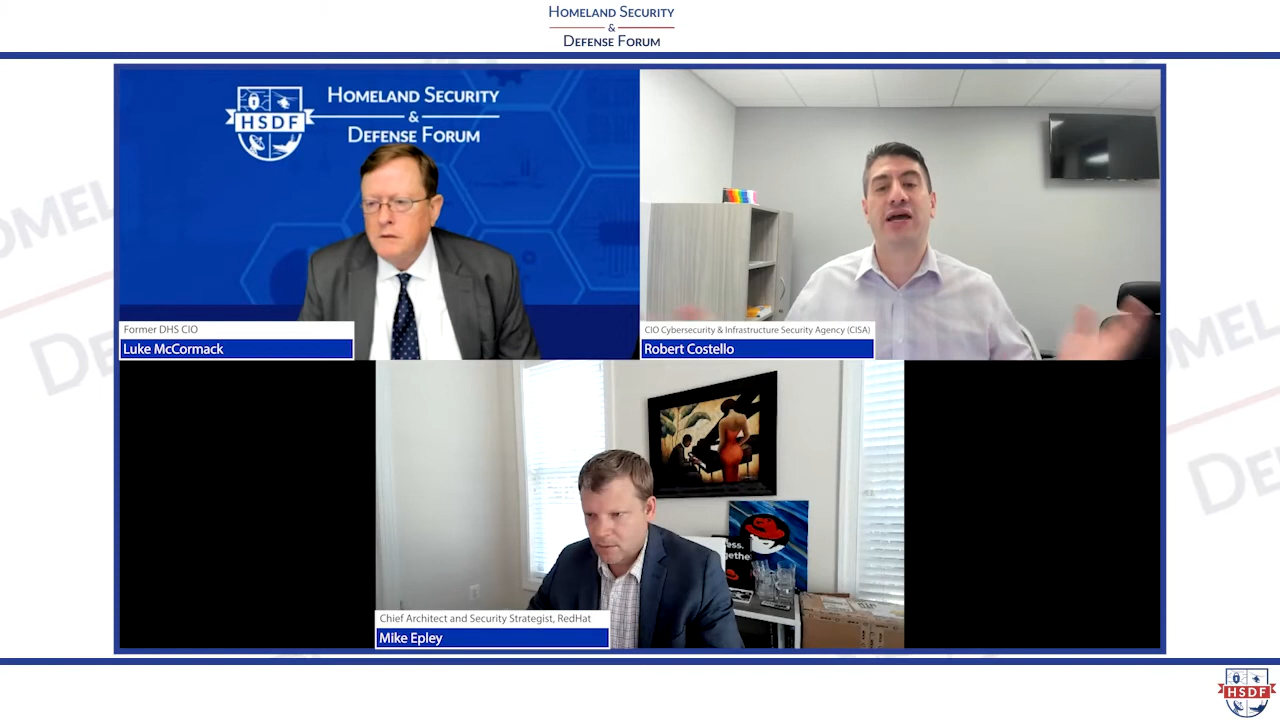 HOMELAND SECURITY
&
DEFENSE FORUM
HSDF
HOMELAND SECURITY
&
DEFENSE FORUM
Former DHS CIO
Luke McCormack
CIO Cybersecurity & Infrastructure Security Agency (CISA)
Robert Costello
Chief Architect and Security Strategist, RedHat
Mike Epley
HSDF